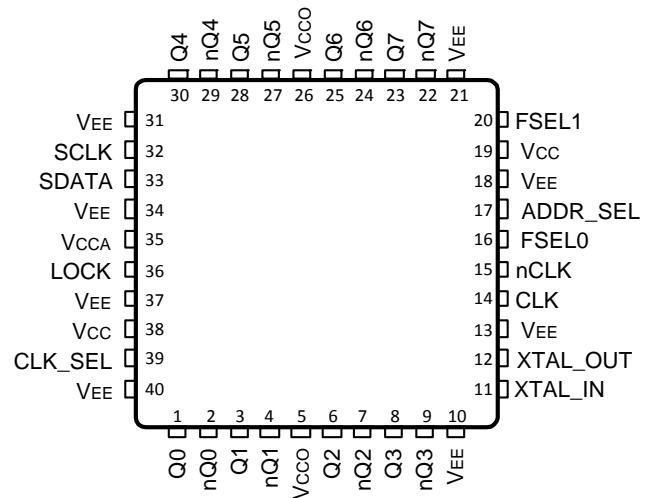 Q4 nQ4 Q5 nQ5 VCCO Q6 nQ6 Q7 nQ7 VEE
30 29 28 27 26 25 24 23 22 21
VEE 31 20 FSEL1
SCLK 32 19 VCC
SDATA 33 18 VEE
VEE 34 17 ADDR_SEL
VCCA 35 16 FSEL0
LOCK 36 15 nCLK
VEE 37 14 CLK
VCC 38 13 VEE
CLK_SEL 39 12 XTAL_OUT
VEE 40 11 XTAL_IN
1 2 3 4 5 6 7 8 9 10
Q0 nQ0 Q1 nQ1 VCCO Q2 nQ2 Q3 nQ3 VEE